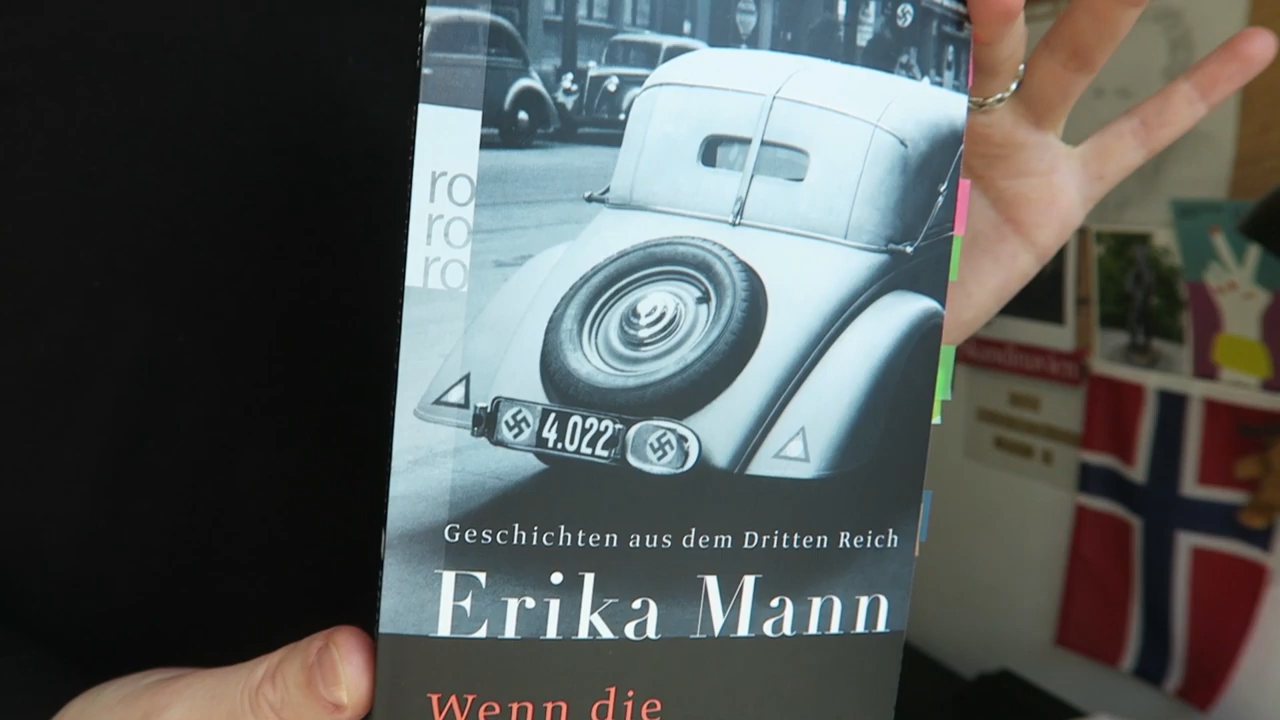 ro
ro
ro
4.022
Geschichten aus dem Dritten Reich
Erika Mann
Wenn die